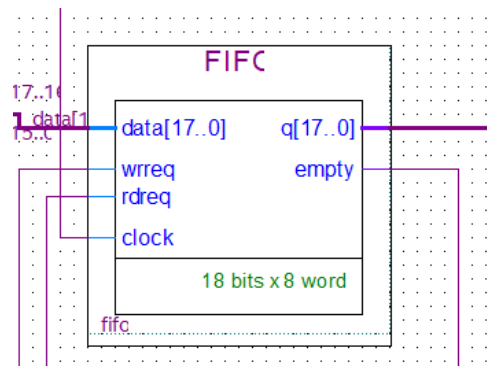 FIFO
17..16
data[1
15..0
data[17..0] q[17..0]
wrreq empty
rdreq
clock
18 bits x 8 word
fifo